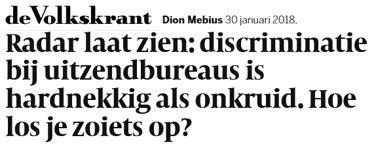 deVolkskrant Dion Mebius 30 januari 2018,
Radar laat zien: discriminatie
bij uitzendbureaus is
hardnekkig als onkruid. Hoe
los je zoiets op?